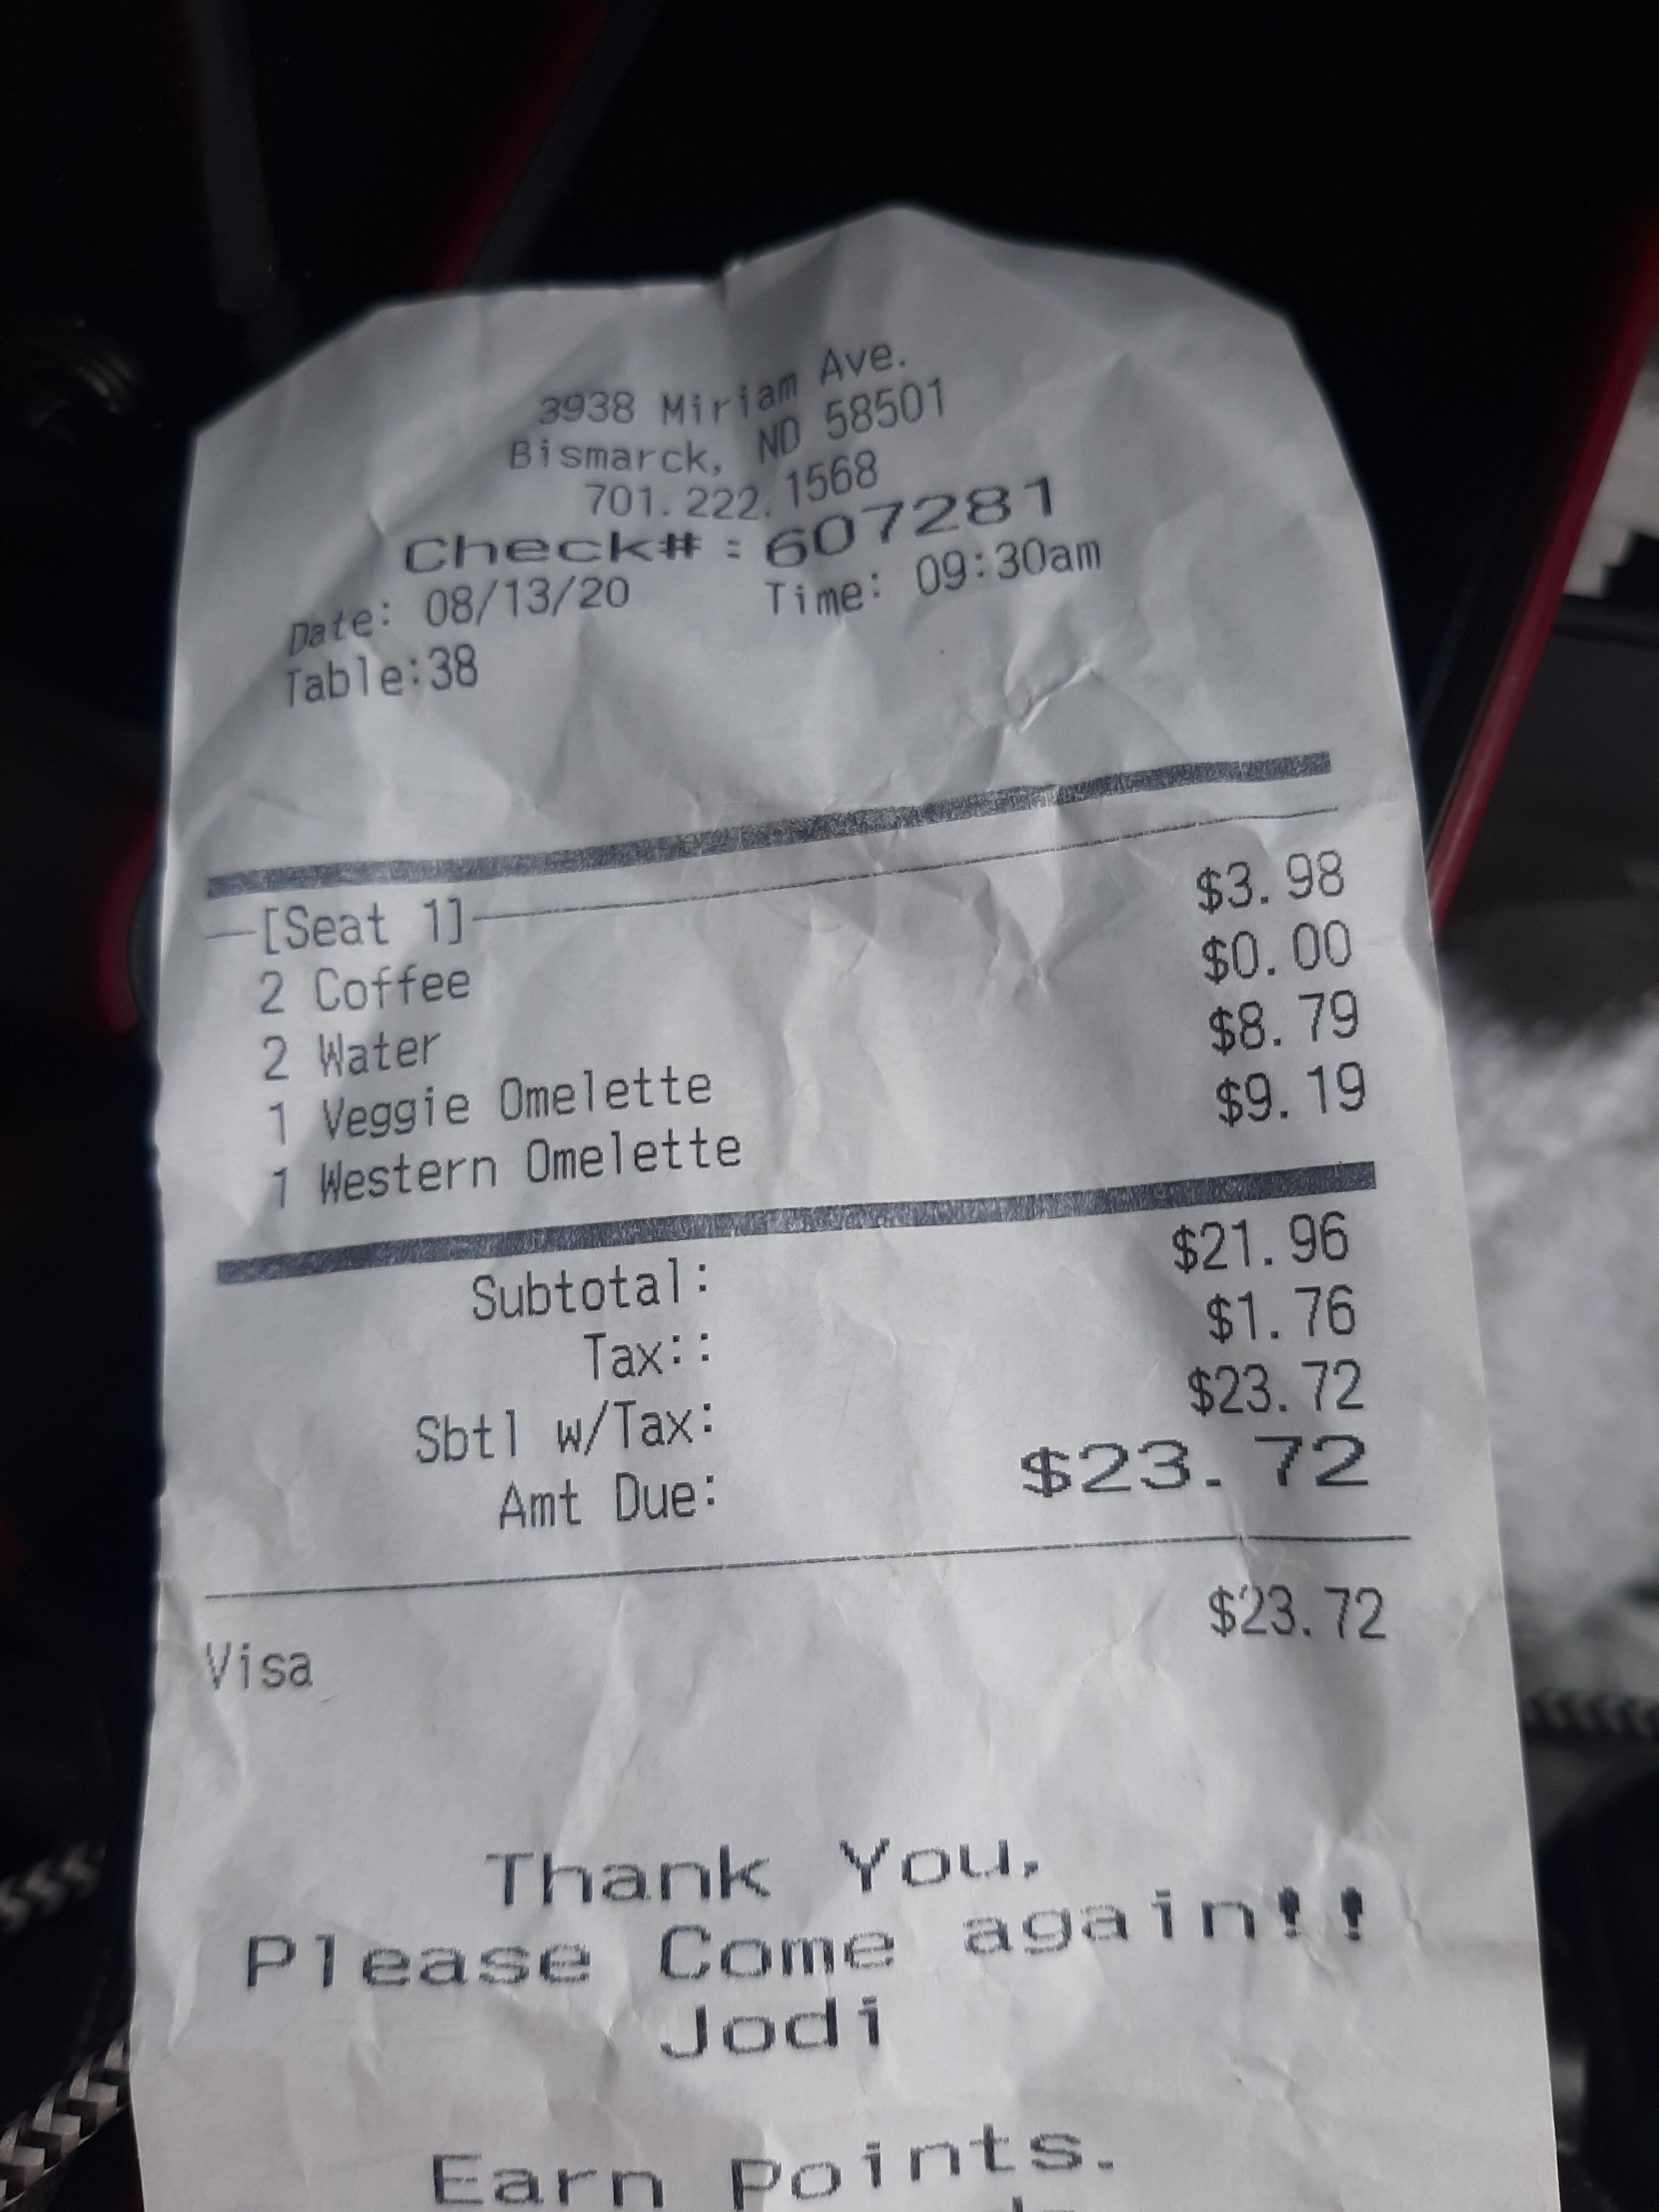 3938 Miriam Ave.
Bismarck, ND 58501
701.222.1568
Check#:607281
Date: 08/13/20 Time: 09:30am
Table:38
[Seat 1]
2 Coffee $3.98
2 Water $0.00
1 Veggie Omelette $8.79
1 Western Omelette $9.19
Subtotal: $21.96
Tax:: $1.76
Sbtl w/Tax: $23.72
Amt Due: $23.72
Visa $23.72
Thank You,
Please Come again!!
Jodi
Earn Points.